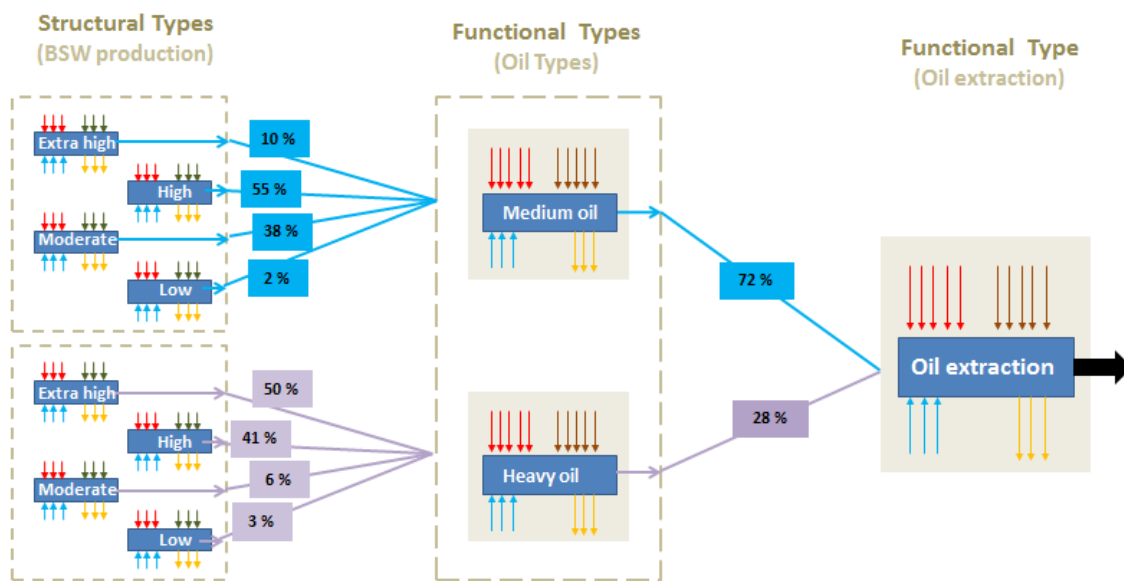 Structural Types
(BSW production)
Functional Types
(Oil Types)
Functional Type
(Oil extraction)
Extra high
10 %
High
55 %
Moderate
38 %
Low
2 %
Medium oil
72 %
Oil extraction
Extra high
50 %
High
41 %
Moderate
6 %
Low
3 %
Heavy oil
28 %